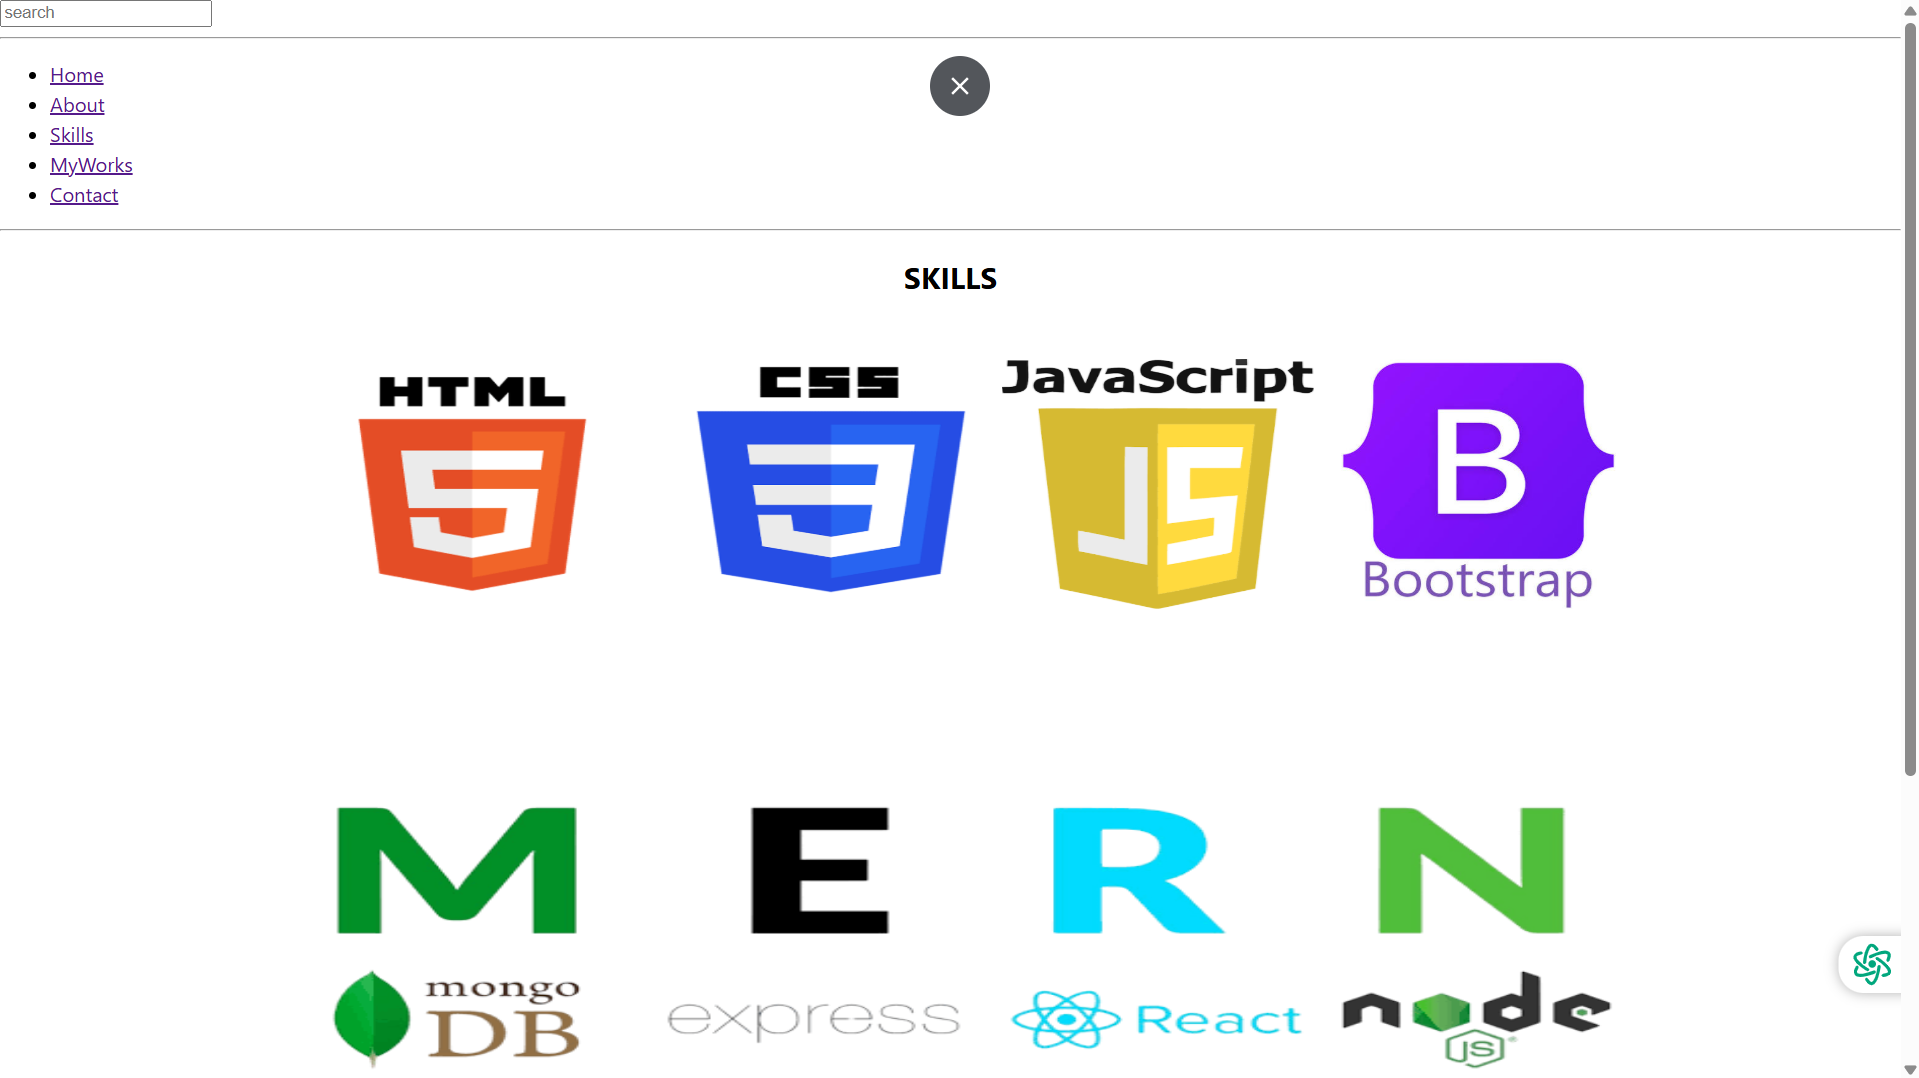 search
Home
About
Skills
MyWorks
Contact
SKILLS
HTML CSS JavaScript B
5 3 JS Bootstrap
M E R N
mongo DB express React node JS